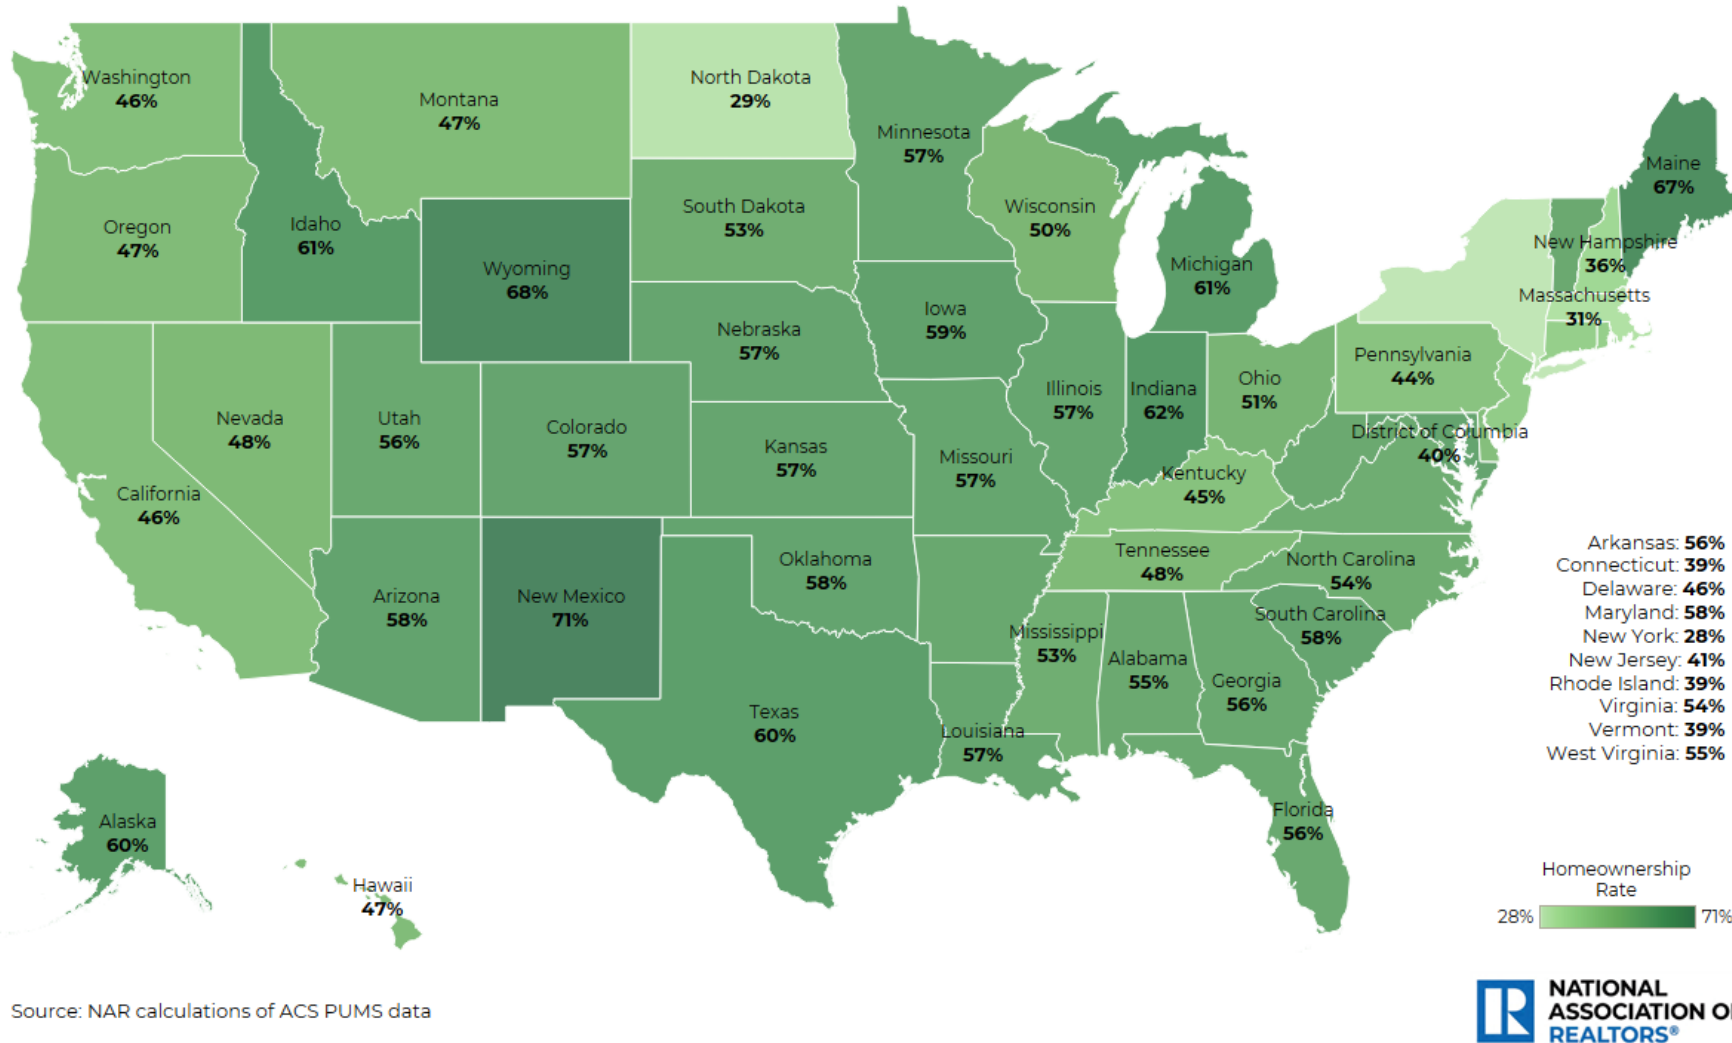 Washington
46%
Montana
47%
North Dakota
29%
Minnesota
57%
Maine
67%
Oregon
47%
Idaho
61%
Wyoming
68%
South Dakota
53%
Wisconsin
50%
Michigan
61%
New Hampshire
36%
Massachusetts
31%
Nebraska
57%
Iowa
59%
Illinois
57%
Indiana
62%
Ohio
51%
Pennsylvania
44%
Nevada
48%
Utah
56%
Colorado
57%
Kansas
57%
Missouri
57%
Kentucky
45%
District of Columbia
40%
California
46%
Arizona
58%
New Mexico
71%
Oklahoma
58%
Tennessee
48%
North Carolina
54%
South Carolina
58%
Mississippi
53%
Alabama
55%
Georgia
56%
Texas
60%
Louisiana
57%
Florida
56%
Alaska
60%
Hawaii
47%
Arkansas: 56%
Connecticut: 39%
Delaware: 46%
Maryland: 58%
New York: 28%
New Jersey: 41%
Rhode Island: 39%
Virginia: 54%
Vermont: 39%
West Virginia: 55%
Homeownership
Rate
28% 71%
Source: NAR calculations of ACS PUMS data
NATIONAL
ASSOCIATION O
REALTORS®